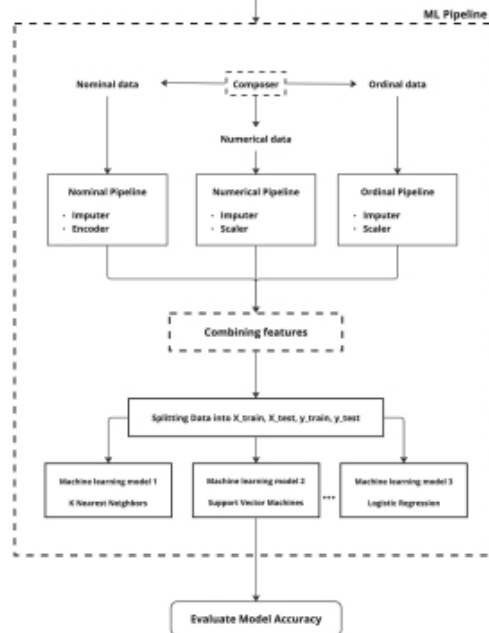 ML Pipeline
Nominal data
Composer
Ordinal data
Numerical data
Nominal Pipeline
· Imputer
· Encoder
Numerical Pipeline
· Imputer
· Scaler
Ordinal Pipeline
· Imputer
· Scaler
Combining features
Splitting Data into X_train, X_test, y_train, y_test
Machine learning model 1
K Nearest Neighbors
Machine learning model 2
Support Vector Machines
...
Machine learning model 3
Logistic Regression
Evaluate Model Accuracy